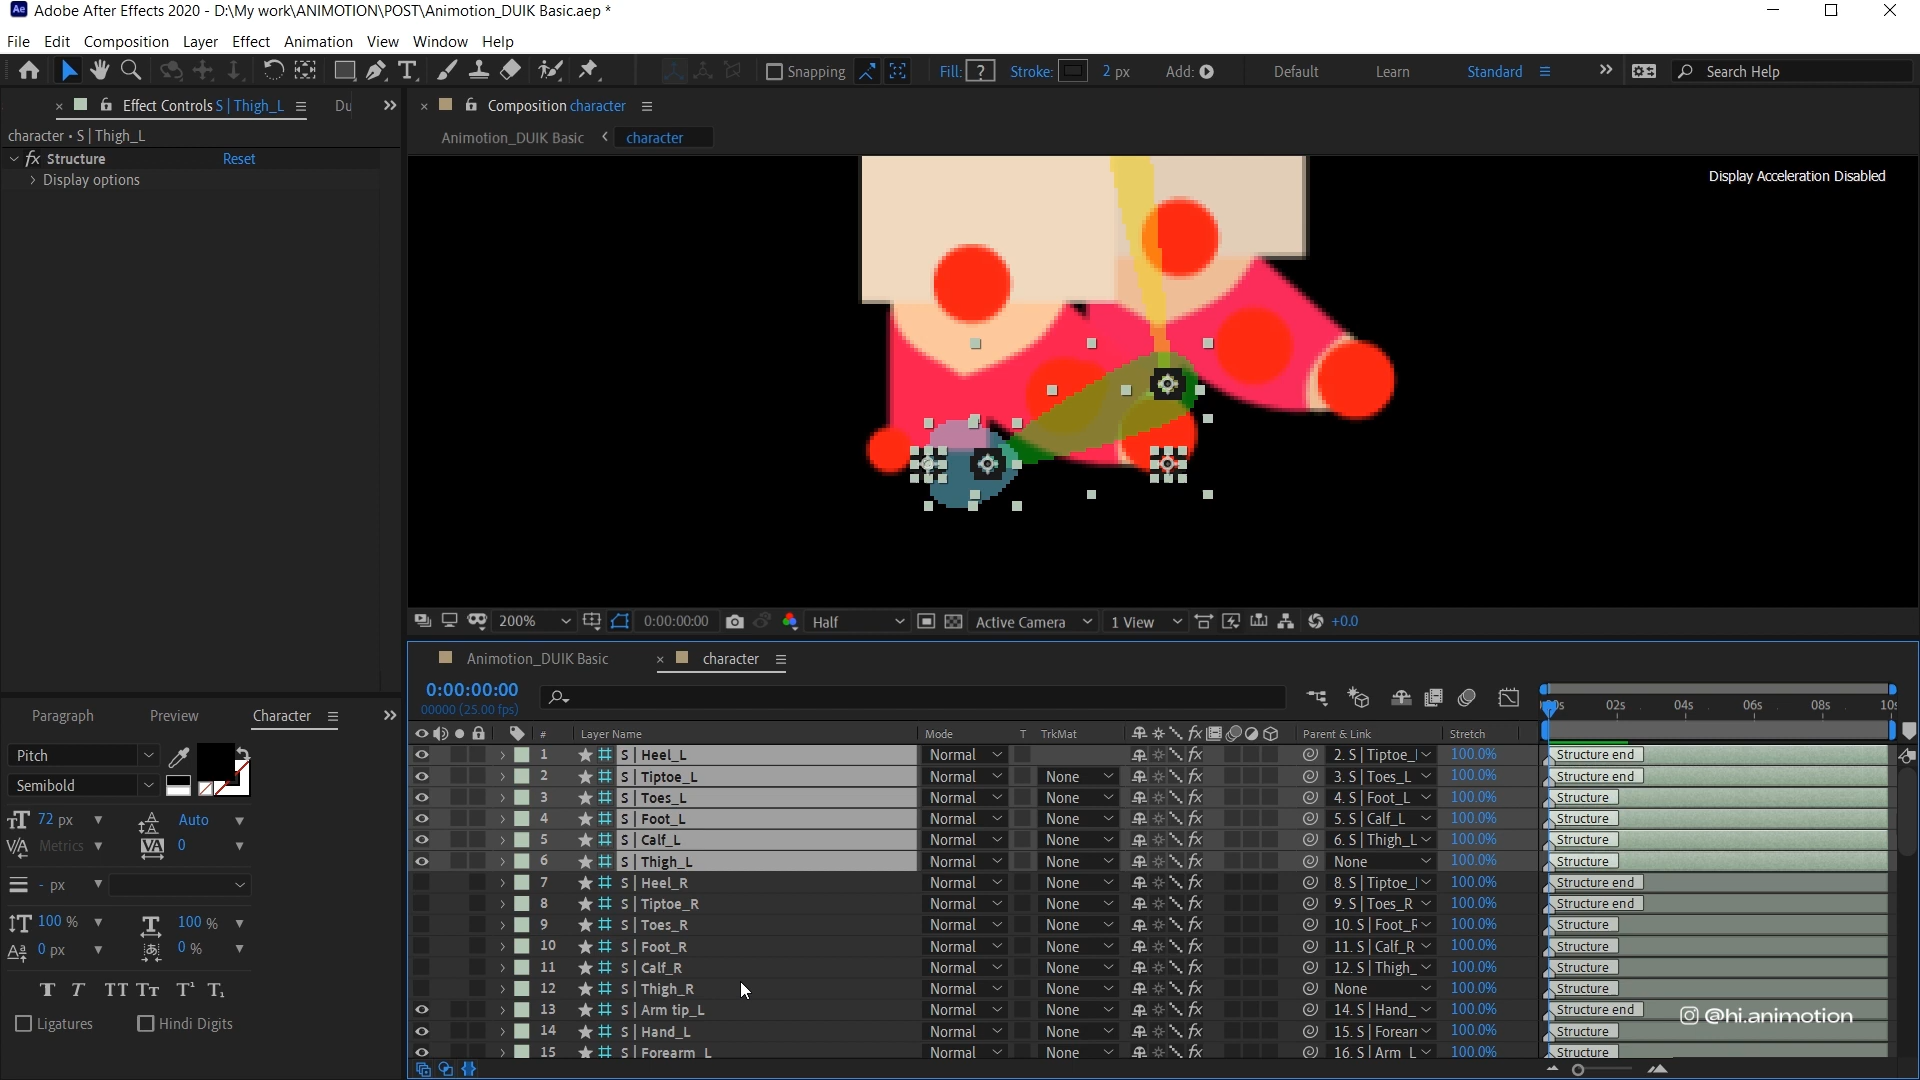 Adobe After Effects 2020 - D:\My work\ANIMOTION\POST\Animotion_DUIK Basic.aep *
File Edit Composition Layer Effect Animation View Window Help
Snapping Fill: ? Stroke: 2 px Add: Default Learn Standard Search Help
Effect Controls S | Thigh_L Du
Composition character
character • S | Thigh_L
Animotion_DUIK Basic character
fx Structure Reset
Display options
Display Acceleration Disabled
200% 0:00:00:00 Half Active Camera 1 View +0.0
Animotion_DUIK Basic character
0:00:00:00
00000 (25.00 fps)
02s 04s 06s 08s 10s
# Layer Name Mode T TrkMat Parent & Link Stretch
1 S | Heel_L Normal 2. S | Tiptoe_l 100.0% Structure end
2 S | Tiptoe_L Normal None 3. S | Toes_L 100.0% Structure end
3 S | Toes_L Normal None 4. S | Foot_L 100.0% Structure
4 S | Foot_L Normal None 5. S | Calf_L 100.0% Structure
5 S | Calf_L Normal None 6. S | Thigh_L 100.0% Structure
6 S | Thigh_L Normal None None 100.0% Structure
7 S | Heel_R Normal None 8. S | Tiptoe_l 100.0% Structure end
8 S | Tiptoe_R Normal None 9. S | Toes_R 100.0% Structure end
9 S | Toes_R Normal None 10. S | Foot_R 100.0% Structure
10 S | Foot_R Normal None 11. S | Calf_R 100.0% Structure
11 S | Calf_R Normal None 12. S | Thigh_ 100.0% Structure
12 S | Thigh_R Normal None None 100.0% Structure
13 S | Arm tip_L Normal None 14. S | Hand_ 100.0% Structure end
14 S | Hand_L Normal None 15. S | Forearı 100.0% Structure
15 S | Forearm_L Normal None 16. S | Arm_L 100.0% Structure
Paragraph Preview Character
Pitch
Semibold
72 px Auto
Metrics 0
- px
100 % 100 %
0 px 0 %
T T TT Tt T¹ T₁
Ligatures Hindi Digits
@hi.animotion